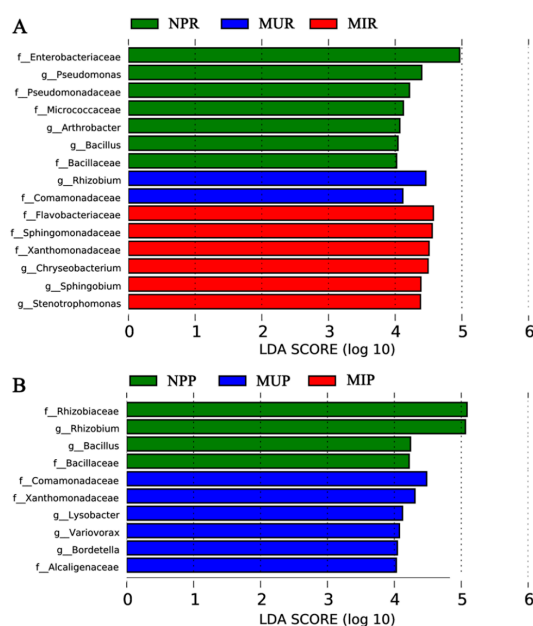 A
NPR MUR MIR
f__Enterobacteriaceae
g__Pseudomonas
f__Pseudomonadaceae
f__Micrococcaceae
g__Arthrobacter
g__Bacillus
f__Bacillaceae
g__Rhizobium
f__Comamonadaceae
f__Flavobacteriaceae
f__Sphingomonadaceae
f__Xanthomonadaceae
g__Chryseobacterium
g__Sphingobium
g__Stenotrophomonas
0 1 2 3 4 5 6
LDA SCORE (log 10)
B
NPP MUP MIP
f__Rhizobiaceae
g__Rhizobium
g__Bacillus
f__Bacillaceae
f__Comamonadaceae
f__Xanthomonadaceae
g__Lysobacter
g__Variovorax
g__Bordetella
f__Alcaligenaceae
0 1 2 3 4 5 6
LDA SCORE (log 10)